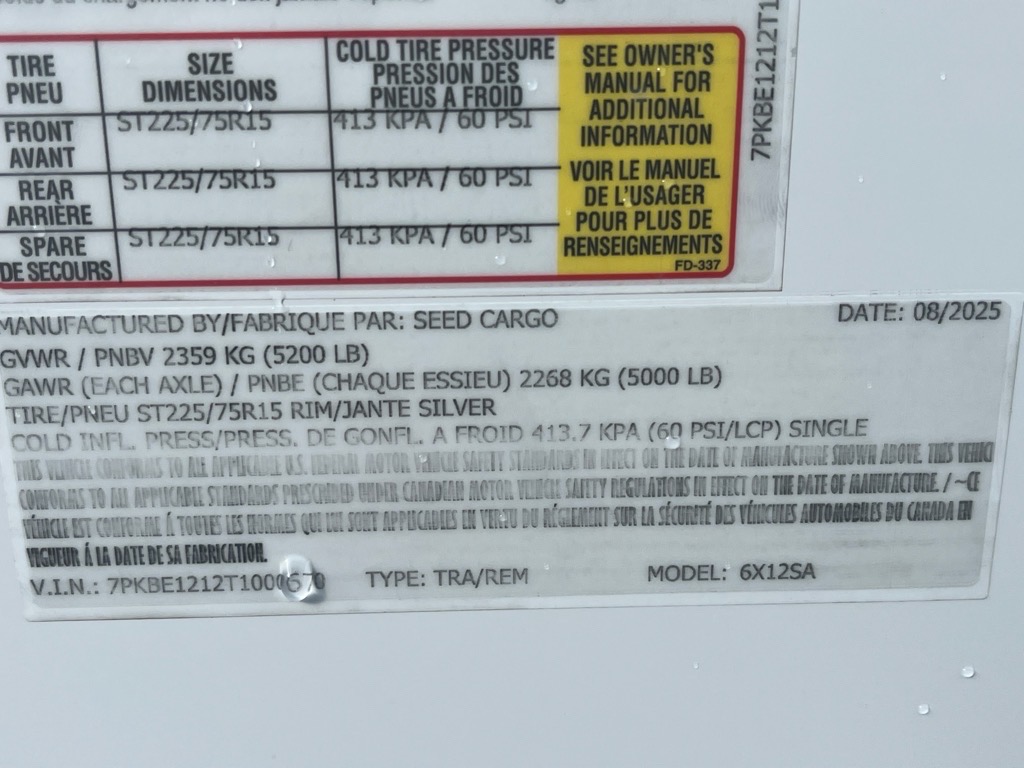 TIRE
PNEU
SIZE
DIMENSIONS
COLD TIRE PRESSURE
PRESSION DES
PNEUS A FROID
FRONT
AVANT
ST225/75R15
413 KPA / 60 PSI
REAR
ARRIÈRE
ST225/75R15
413 KPA / 60 PSI
SPARE
DE SECOURS
ST225/75R15
413 KPA / 60 PSI
SEE OWNER'S
MANUAL FOR
ADDITIONAL
INFORMATION
VOIR LE MANUEL
DE L'USAGER
POUR PLUS DE
RENSEIGNEMENTS
FD-337
7PKBE1212T1
MANUFACTURED BY/FABRIQUE PAR: SEED CARGO
DATE: 08/2025
GVWR / PNBV 2359 KG (5200 LB)
GAWR (EACH AXLE) / PNBE (CHAQUE ESSIEU) 2268 KG (5000 LB)
TIRE/PNEU ST225/75R15 RIM/JANTE SILVER
COLD INFL. PRESS/PRESS. DE GONFL. A FROID 413.7 KPA (60 PSI/LCP) SINGLE
THIS VEHICLE CONFORMS TO ALL APPLICABLE U.S. FEDERAL MOTOR VEHICLE SAFETY STANDARDS IN EFFECT ON THE DATE OF MANUFACTURE SHOWN ABOVE. THIS VEHICL
CONFORMS TO ALL APPLICABLE STANDARDS PRESCRIBED UNDER CANADIAN MOTOR VEHICLE SAFTY REGULATIONS IN EFFECT ON THE DATE OF MANUFACTURE. / ~CE
VÉHICLE EST CONFORME Á TOUTES LES NORMES QUI LUI SONT APPLICABLES EN VERTU DU RÉGLEMENT SUR LA SÉCURITÉ DES VÉHICULES AUTOMOBILES DU CANADA EN
VIGUEUR Á LA DATE DE SA FABRICATION.
V.I.N.: 7PKBE1212T1000670
TYPE: TRA/REM
MODEL: 6X12SA